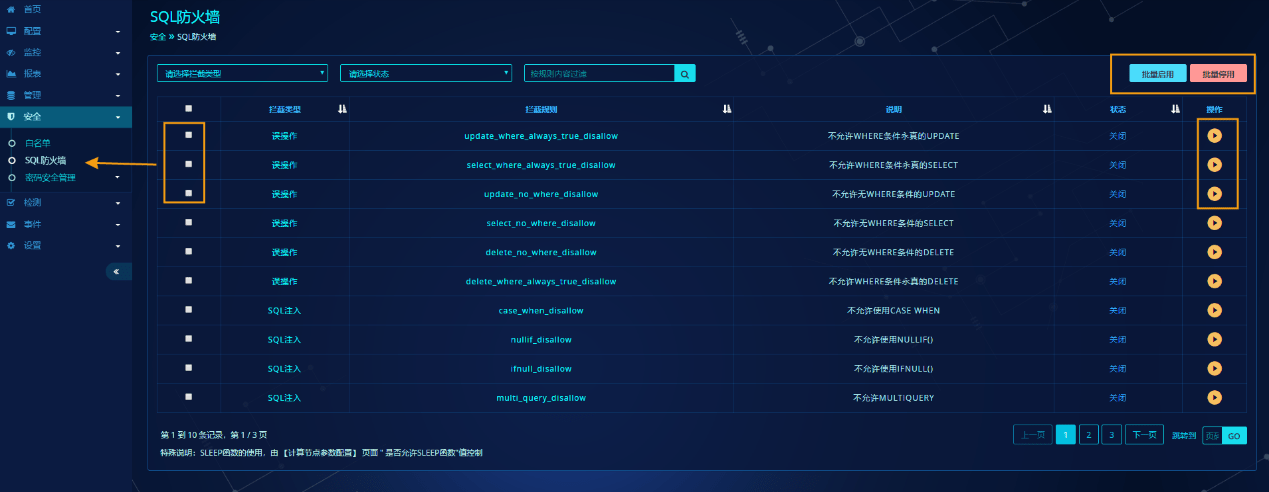 首页
配置
监控
报表
管理
安全
白名单
SQL防火墙
密码安全管理
检测
事件
设置
SQL防火墙
安全 » SQL防火墙
请选择拦截类型 请选择状态 按规则内容过滤 批量启用 批量停用
拦截类型 拦截规则 说明 状态 操作
误操作 update_where_always_true_disallow 不允许WHERE条件永真的UPDATE 关闭
误操作 select_where_always_true_disallow 不允许WHERE条件永真的SELECT 关闭
误操作 update_no_where_disallow 不允许无WHERE条件的UPDATE 关闭
误操作 select_no_where_disallow 不允许无WHERE条件的SELECT 关闭
误操作 delete_no_where_disallow 不允许无WHERE条件的DELETE 关闭
误操作 delete_where_always_true_disallow 不允许WHERE条件永真的DELETE 关闭
SQL注入 case_when_disallow 不允许使用CASE WHEN 关闭
SQL注入 nullif_disallow 不允许使用NULLIF() 关闭
SQL注入 ifnull_disallow 不允许使用IFNULL() 关闭
SQL注入 multi_query_disallow 不允许MULTIQUERY 关闭
第 1 到 10 条记录，第 1 / 3 页 上一页 1 2 3 下一页 跳转到 页码 GO
特殊说明：SLEEP函数的使用，由【计算节点参数配置】页面 " 是否允许SLEEP函数"值控制